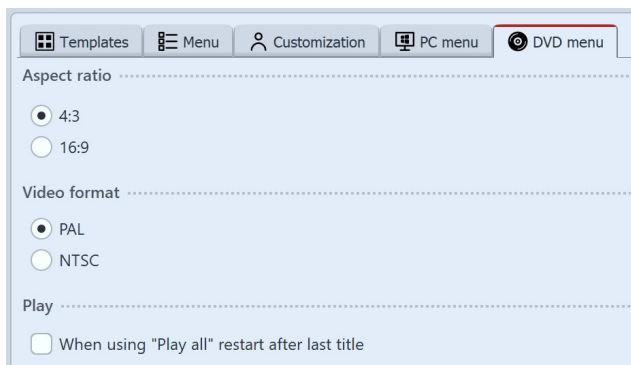 Templates Menu Customization PC menu DVD menu
Aspect ratio
4:3
16:9
Video format
PAL
NTSC
Play
When using "Play all" restart after last title